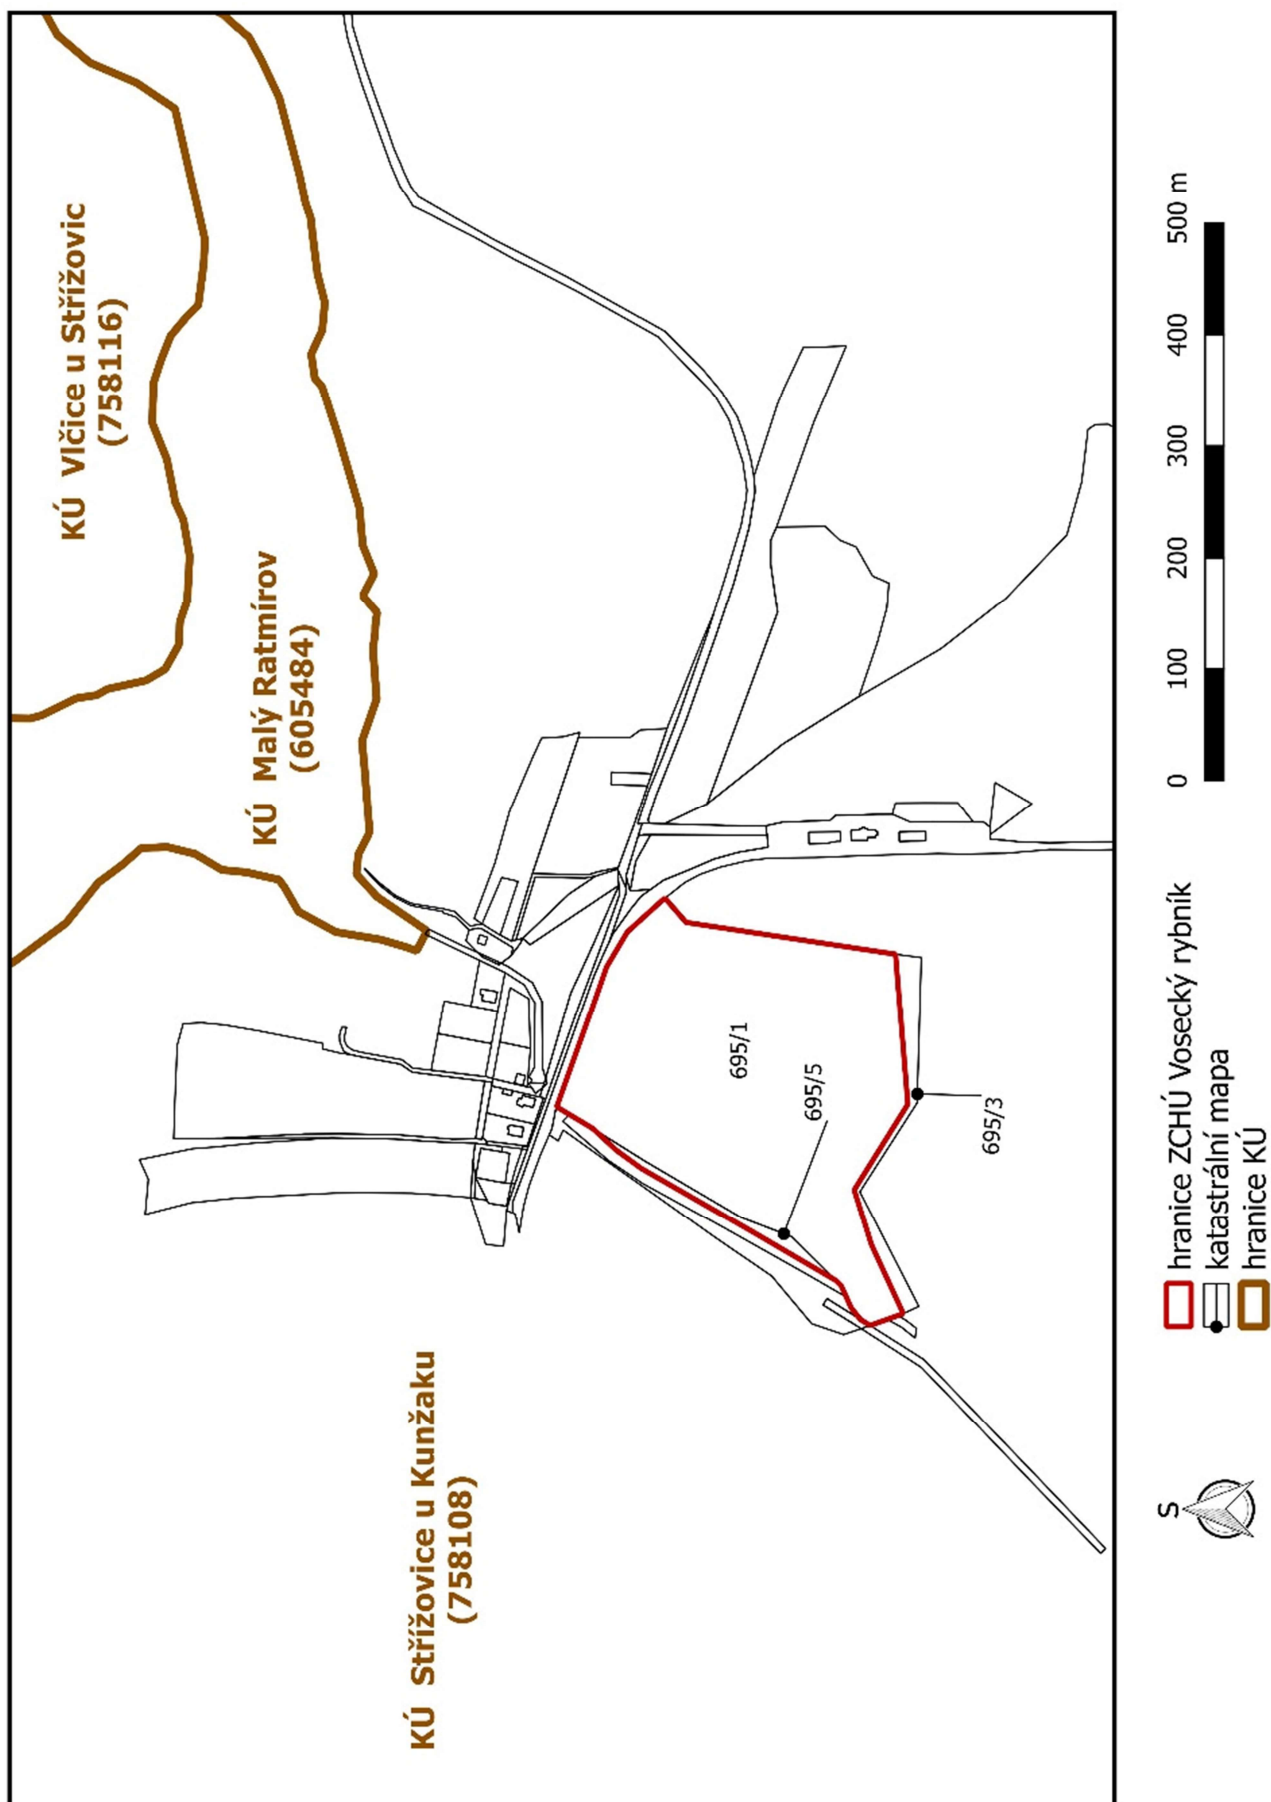 KÚ Vlčice u Střížovic
(758116)
KÚ Malý Ratmírov
(605484)
KÚ Střížovice u Kunžaku
(758108)
695/1
695/5
695/3
S
hranice ZCHÚ Vosecký rybník
katastrální mapa
hranice KÚ
0 100 200 300 400 500 m